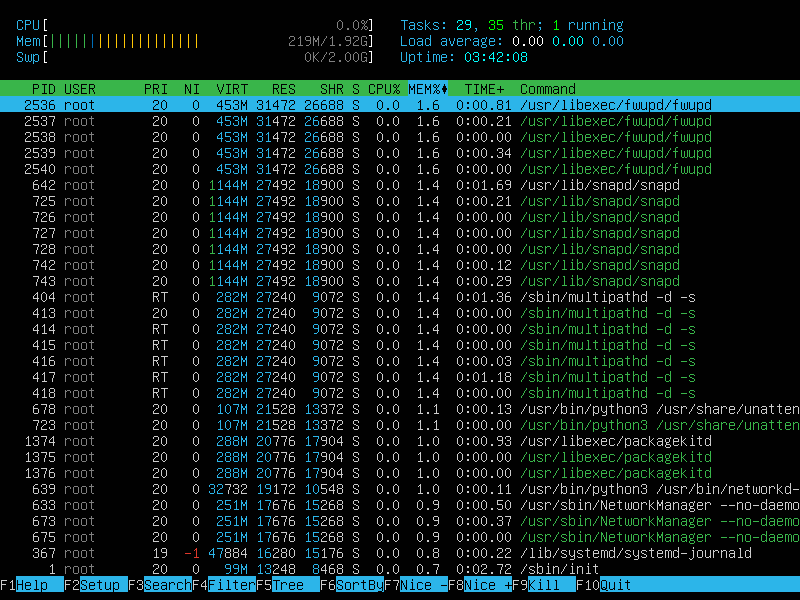 CPU[ 0.0%] Tasks: 29, 35 thr; 1 running
Mem[||||||||||||||||||| 219M/1.92G] Load average: 0.00 0.00 0.00
Swp[ 0K/2.00G] Uptime: 03:42:08
PID USER PRI NI VIRT RES SHR S CPU% MEM% TIME+ Command
2536 root 20 0 453M 31472 26688 S 0.0 1.6 0:00.81 /usr/libexec/fwupd/fwupd
2537 root 20 0 453M 31472 26688 S 0.0 1.6 0:00.21 /usr/libexec/fwupd/fwupd
2538 root 20 0 453M 31472 26688 S 0.0 1.6 0:00.00 /usr/libexec/fwupd/fwupd
2539 root 20 0 453M 31472 26688 S 0.0 1.6 0:00.34 /usr/libexec/fwupd/fwupd
2540 root 20 0 453M 31472 26688 S 0.0 1.6 0:00.00 /usr/libexec/fwupd/fwupd
642 root 20 0 1144M 27492 18900 S 0.0 1.4 0:01.69 /usr/lib/snapd/snapd
725 root 20 0 1144M 27492 18900 S 0.0 1.4 0:00.21 /usr/lib/snapd/snapd
726 root 20 0 1144M 27492 18900 S 0.0 1.4 0:00.00 /usr/lib/snapd/snapd
727 root 20 0 1144M 27492 18900 S 0.0 1.4 0:00.00 /usr/lib/snapd/snapd
728 root 20 0 1144M 27492 18900 S 0.0 1.4 0:00.00 /usr/lib/snapd/snapd
742 root 20 0 1144M 27492 18900 S 0.0 1.4 0:00.12 /usr/lib/snapd/snapd
743 root 20 0 1144M 27492 18900 S 0.0 1.4 0:00.29 /usr/lib/snapd/snapd
404 root RT 0 282M 27240 9072 S 0.0 1.4 0:01.36 /sbin/multipathd -d -s
413 root RT 0 282M 27240 9072 S 0.0 1.4 0:00.00 /sbin/multipathd -d -s
414 root RT 0 282M 27240 9072 S 0.0 1.4 0:00.00 /sbin/multipathd -d -s
415 root RT 0 282M 27240 9072 S 0.0 1.4 0:00.00 /sbin/multipathd -d -s
416 root RT 0 282M 27240 9072 S 0.0 1.4 0:00.03 /sbin/multipathd -d -s
417 root RT 0 282M 27240 9072 S 0.0 1.4 0:01.18 /sbin/multipathd -d -s
418 root RT 0 282M 27240 9072 S 0.0 1.4 0:00.00 /sbin/multipathd -d -s
678 root 20 0 107M 21528 13372 S 0.0 1.1 0:00.13 /usr/bin/python3 /usr/share/unatten
723 root 20 0 107M 21528 13372 S 0.0 1.1 0:00.00 /usr/bin/python3 /usr/share/unatten
1374 root 20 0 288M 20776 17904 S 0.0 1.0 0:00.93 /usr/libexec/packagekitd
1375 root 20 0 288M 20776 17904 S 0.0 1.0 0:00.00 /usr/libexec/packagekitd
1376 root 20 0 288M 20776 17904 S 0.0 1.0 0:00.00 /usr/libexec/packagekitd
639 root 20 0 32732 19172 10548 S 0.0 1.0 0:00.11 /usr/bin/python3 /usr/bin/networkd-
633 root 20 0 251M 17676 15268 S 0.0 0.9 0:00.50 /usr/sbin/NetworkManager --no-daemo
673 root 20 0 251M 17676 15268 S 0.0 0.9 0:00.37 /usr/sbin/NetworkManager --no-daemo
675 root 20 0 251M 17676 15268 S 0.0 0.9 0:00.00 /usr/sbin/NetworkManager --no-daemo
367 root 19 -1 47884 16280 15176 S 0.0 0.8 0:00.22 /lib/systemd/systemd-journald
1 root 20 0 99M 13248 8468 S 0.0 0.7 0:02.72 /sbin/init
F1Help F2Setup F3SearchF4FilterF5Tree F6SortByF7Nice -F8Nice +F9Kill F10Quit